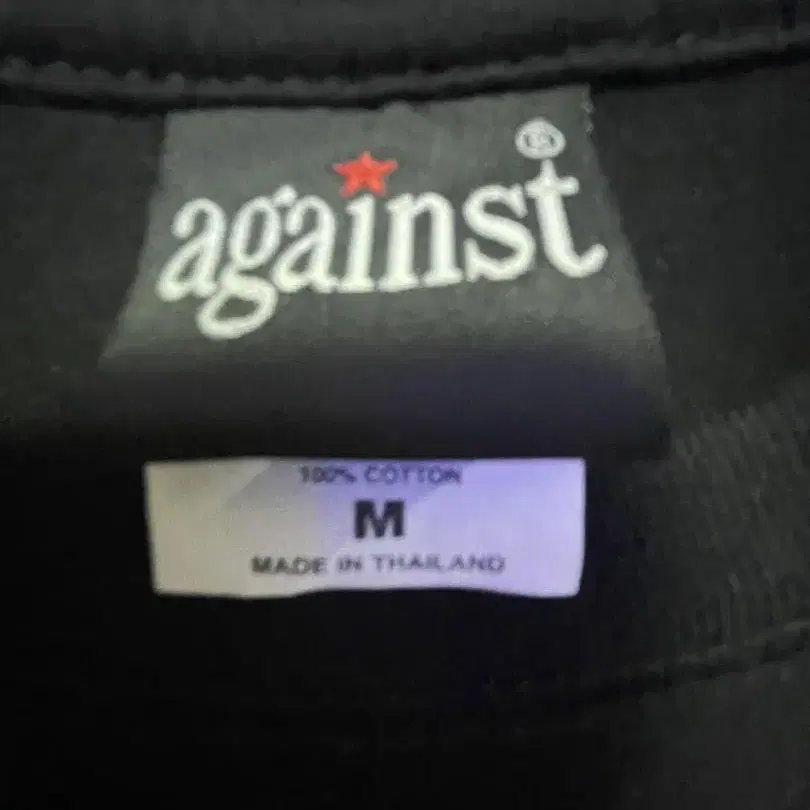 against
100% COTTON
M
MADE IN THAILAND